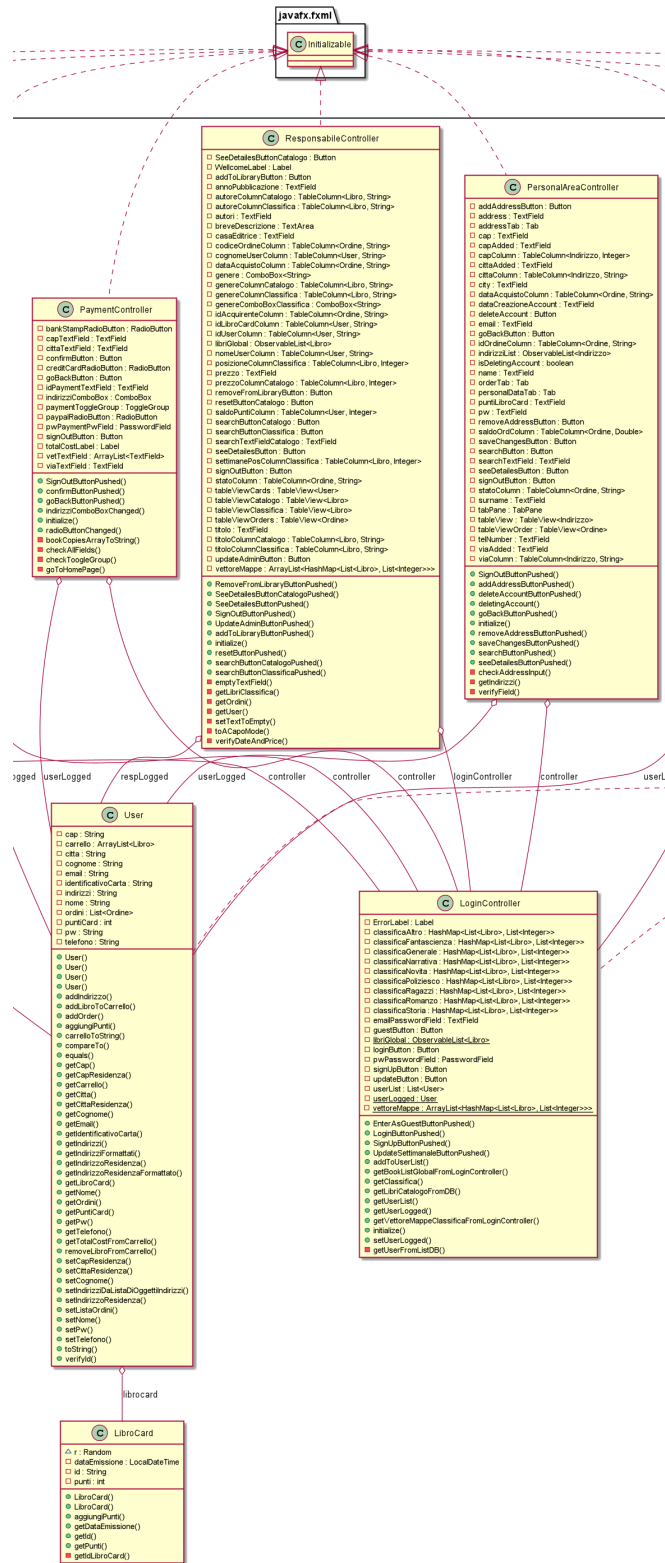 javafx.fxml
C Initializable
C ResponsabileController
SeeDetailesButtonCatalogo : Button
WellcomeLabel : Label
addToLibraryButton : Button
annoPubblicazione : TextField
autoreColumnCatalogo : TableColumn<Libro, String>
autoreColumnClassifica : TableColumn<Libro, String>
autori : TextField
breveDescrizione : TextArea
casaEditrice : TextField
codiceOrdineColumn : TableColumn<Ordine, String>
cognomeUserColumn : TableColumn<User, String>
dataAcquistoColumn : TableColumn<Ordine, String>
genere : ComboBox<String>
genereColumnCatalogo : TableColumn<Libro, String>
genereColumnClassifica : TableColumn<Libro, String>
genereComboBoxClassifica : ComboBox<String>
idAcquirenteColumn : TableColumn<Ordine, String>
idLibroCardColumn : TableColumn<User, String>
idUserColumn : TableColumn<User, String>
libriGlobal : ObservableList<Libro>
nomeUserColumn : TableColumn<User, String>
posizioneColumnClassifica : TableColumn<Libro, Integer>
prezzo : TextField
prezzoColumnCatalogo : TableColumn<Libro, Integer>
removeFromLibraryButton : Button
resetButtonCatalogo : Button
saldoPuntiColumn : TableColumn<User, Integer>
searchButtonCatalogo : Button
searchButtonClassifica : Button
searchTextFieldCatalogo : TextField
seeDetailesButton : Button
settimanePosColumnClassifica : TableColumn<Libro, Integer>
signOutButton : Button
statoColumn : TableColumn<Ordine, String>
tableViewCards : TableView<User>
tableViewCatalogo : TableView<Libro>
tableViewClassifica : TableView<Libro>
tableViewOrders : TableView<Ordine>
titolo : TextField
titoloColumnCatalogo : TableColumn<Libro, String>
titoloColumnClassifica : TableColumn<Libro, String>
updateAdminButton : Button
vettoreMappe : ArrayList<HashMap<List<Libro>, List<Integer>>>
RemoveFromLibraryButtonPushed()
SeeDetailesButtonCatalogoPushed()
SeeDetailesButtonPushed()
SignOutButtonPushed()
UpdateAdminButtonPushed()
addToLibraryButtonPushed()
initialize()
resetButtonPushed()
searchButtonCatalogoPushed()
searchButtonClassificaPushed()
emptyTextField()
getLibriClassifica()
getOrdini()
getUser()
setTextToEmpty()
toACapoMode()
verifyDateAndPrice()
C PersonalAreaController
addAddressButton : Button
address : TextField
addressTab : Tab
cap : TextField
capAdded : TextField
capColumn : TableColumn<Indirizzo, Integer>
cittaAdded : TextField
cittaColumn : TableColumn<Indirizzo, String>
city : TextField
dataAcquistoColumn : TableColumn<Ordine, String>
dataCreazioneAccount : TextField
deleteAccount : Button
email : TextField
goBackButton : Button
idOrdineColumn : TableColumn<Ordine, String>
indirizziList : ObservableList<Indirizzo>
isDeletingAccount : boolean
name : TextField
orderTab : Tab
personalDataTab : Tab
puntiLibroCard : TextField
pw : TextField
removeAddressButton : Button
saldoOrdColumn : TableColumn<Ordine, Double>
saveChangesButton : Button
searchButton : Button
searchTextField : TextField
seeDetailesButton : Button
signOutButton : Button
statoColumn : TableColumn<Ordine, String>
surname : TextField
tabPane : TabPane
tableView : TableView<Indirizzo>
tableViewOrder : TableView<Ordine>
telNumber : TextField
viaAdded : TextField
viaColumn : TableColumn<Indirizzo, String>
SignOutButtonPushed()
addAddressButtonPushed()
deleteAccountButtonPushed()
deletingAccount()
goBackButtonPushed()
initialize()
removeAddressButtonPushed()
saveChangesButtonPushed()
searchButtonPushed()
seeDetailesButtonPushed()
checkAddressInput()
getIndirizzi()
verifyField()
C PaymentController
bankStampRadioButton : RadioButton
capTextField : TextField
cittaTextField : TextField
confirmButton : Button
creditCardRadioButton : RadioButton
goBackButton : Button
idPaymentTextField : TextField
indirizziComboBox : ComboBox
paymentToggleGroup : ToggleGroup
paypalRadioButton : RadioButton
pwPaymentPwField : PasswordField
signOutButton : Button
totalCostLabel : Label
vetTextField : ArrayList<TextField>
viaTextField : TextField
SignOutButtonPushed()
confirmButtonPushed()
goBackButtonPushed()
indirizziComboBoxChanged()
initialize()
radioButtonChanged()
bookCopiesArrayToString()
checkAllFields()
checkToogleGroup()
goToHomePage()
ogged userLogged respLogged userLogged controller controller controller loginController controller userL
C User
cap : String
carrello : ArrayList<Libro>
citta : String
cognome : String
email : String
identificativoCarta : String
indirizzi : String
nome : String
ordini : List<Ordine>
puntiCard : int
pw : String
telefono : String
User()
User()
User()
User()
addIndirizzo()
addLibroToCarrello()
addOrder()
aggiungiPunti()
carrelloToString()
compareTo()
equals()
getCap()
getCapResidenza()
getCarrello()
getCitta()
getCittaResidenza()
getCognome()
getEmail()
getIdentificativoCarta()
getIndirizzi()
getIndirizziFormattati()
getIndirizzoResidenza()
getIndirizzoResidenzaFormattato()
getLibroCard()
getNome()
getOrdini()
getPuntiCard()
getPw()
getTelefono()
getTotalCostFromCarrello()
removeLibroFromCarrello()
setCapResidenza()
setCittaResidenza()
setCognome()
setIndirizziDaListaDiOggettiIndirizzi()
setIndirizzoResidenza()
setListaOrdini()
setNome()
setPw()
setTelefono()
toString()
verifyId()
C LoginController
ErrorLabel : Label
classificaAltro : HashMap<List<Libro>, List<Integer>>
classificaFantascienza : HashMap<List<Libro>, List<Integer>>
classificaGenerale : HashMap<List<Libro>, List<Integer>>
classificaNarrativa : HashMap<List<Libro>, List<Integer>>
classificaNovita : HashMap<List<Libro>, List<Integer>>
classificaPoliziesco : HashMap<List<Libro>, List<Integer>>
classificaRagazzi : HashMap<List<Libro>, List<Integer>>
classificaRomanzo : HashMap<List<Libro>, List<Integer>>
classificaStoria : HashMap<List<Libro>, List<Integer>>
emailPasswordField : TextField
guestButton : Button
libriGlobal : ObservableList<Libro>
loginButton : Button
pwPasswordField : PasswordField
signUpButton : Button
updateButton : Button
userList : List<User>
userLogged : User
vettoreMappe : ArrayList<HashMap<List<Libro>, List<Integer>>>
EnterAsGuestButtonPushed()
LoginButtonPushed()
SignUpButtonPushed()
UpdateSettimanaleButtonPushed()
addToUserList()
getBookListGlobalFromLoginController()
getClassifica()
getLibriCatalogoFromDB()
getUserList()
getUserLogged()
getVettoreMappeClassificaFromLoginController()
initialize()
setUserLogged()
getUserFromListDB()
librocard
C LibroCard
r : Random
dataEmissione : LocalDateTime
id : String
punti : int
LibroCard()
LibroCard()
aggiungiPunti()
getDataEmissione()
getId()
getPunti()
getIdLibroCard()